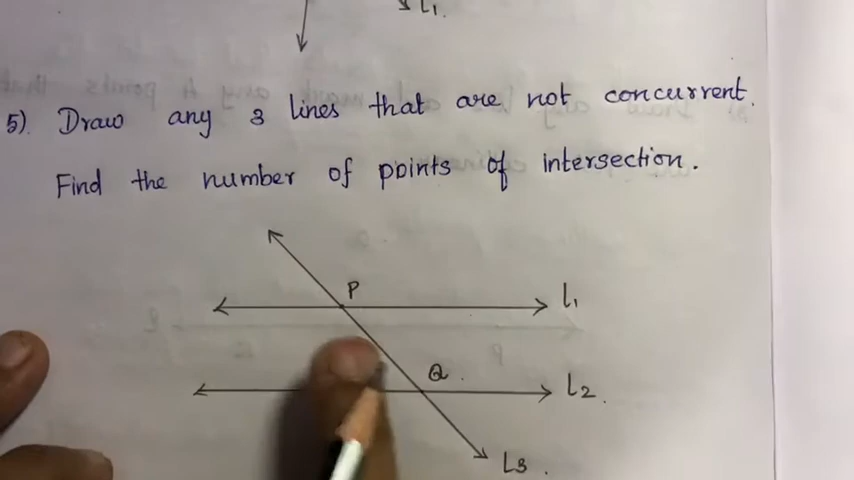 L1.
5). Draw any 3 lines that are not concurrent.
Find the number of points of intersection.
P
l1
Q.
l2.
L3.